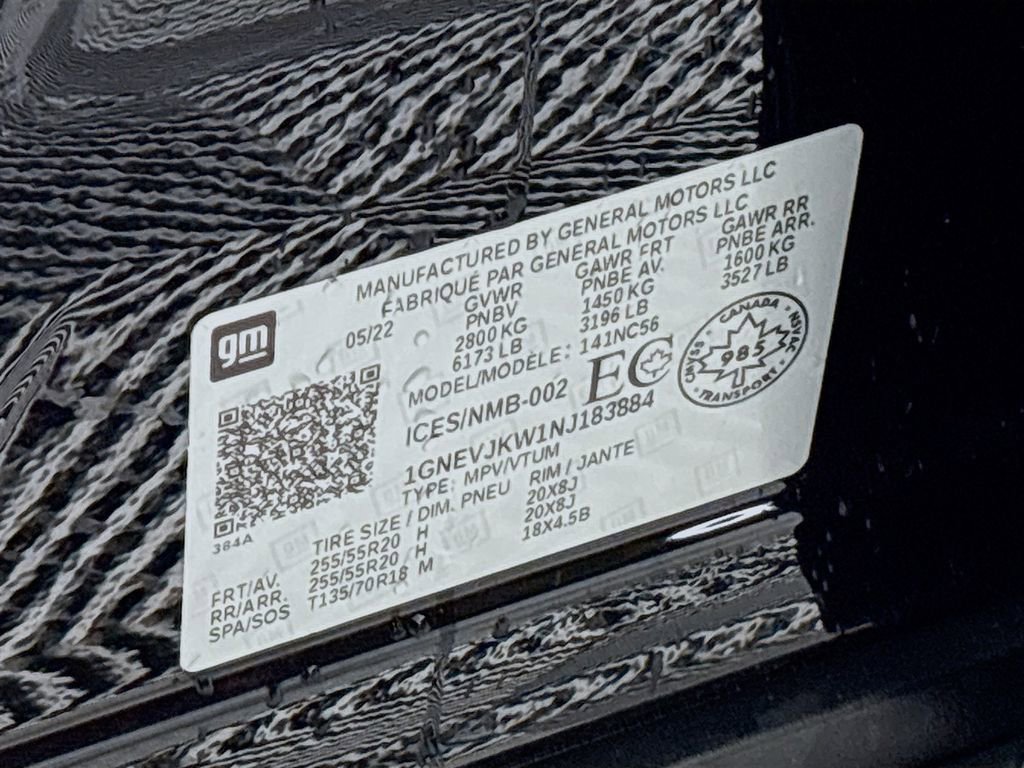 MANUFACTURED BY GENERAL MOTORS LLC
FABRIQUÉ PAR GENERAL MOTORS LLC
gm
05/22
GVWR GAWR FRT GAWR RR
PNBV PNBE AV. PNBE ARR.
2800 KG 1450 KG 1600 KG
6173 LB 3196 LB 3527 LB
MODEL/MODÈLE: 141NC56
ICES/NMB-002 EC
CANADA
CMVSS 985 NSVAC
TRANSPORT
1GNEVJKW1NJ183884
TYPE: MPV/VTUM
384A
TIRE SIZE / DIM. PNEU RIM / JANTE
FRT/AV. 255/55R20 H 20X8J
RR/ARR. 255/55R20 H 20X8J
SPA/SOS T135/70R18 M 18X4.5B